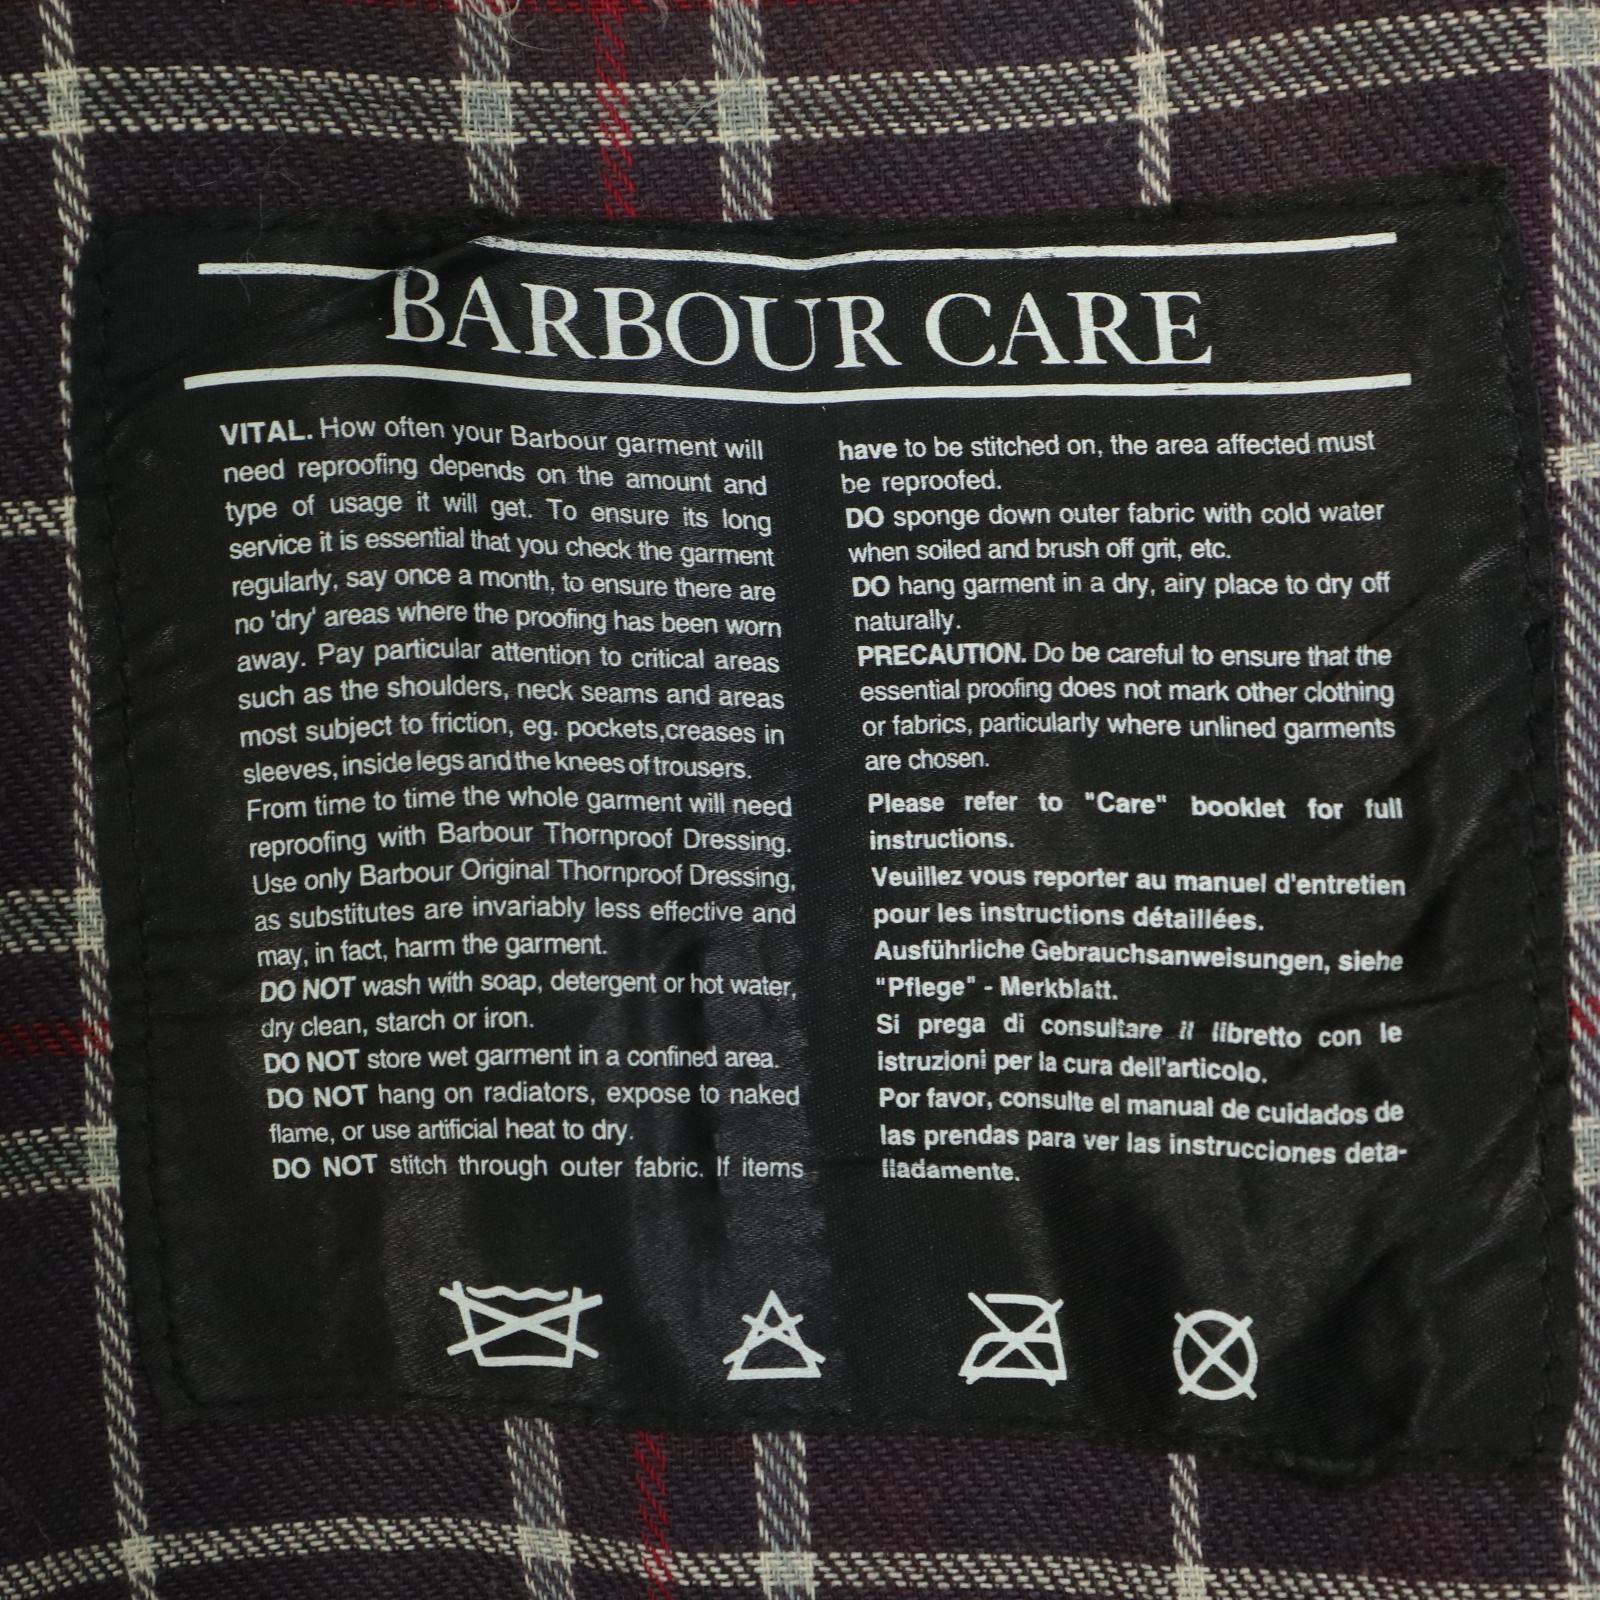 BARBOUR CARE
VITAL. How often your Barbour garment will
need reproofing depends on the amount and
type of usage it will get. To ensure its long
service it is essential that you check the garment
regularly, say once a month, to ensure there are
no 'dry' areas where the proofing has been worn
away. Pay particular attention to critical areas
such as the shoulders, neck seams and areas
most subject to friction, eg. pockets,creases in
sleeves, inside legs and the knees of trousers.
From time to time the whole garment will need
reproofing with Barbour Thornproof Dressing.
Use only Barbour Original Thornproof Dressing,
as substitutes are invariably less effective and
may, in fact, harm the garment.
DO NOT wash with soap, detergent or hot water,
dry clean, starch or iron.
DO NOT store wet garment in a confined area.
DO NOT hang on radiators, expose to naked
flame, or use artificial heat to dry.
DO NOT stitch through outer fabric. If items
have to be stitched on, the area affected must
be reproofed.
DO sponge down outer fabric with cold water
when soiled and brush off grit, etc.
DO hang garment in a dry, airy place to dry off
naturally.
PRECAUTION. Do be careful to ensure that the
essential proofing does not mark other clothing
or fabrics, particularly where unlined garments
are chosen.
Please refer to "Care" booklet for full
instructions.
Veuillez vous reporter au manuel d'entretien
pour les instructions détaillées.
Ausführliche Gebrauchsanweisungen, siehe
"Pflege" - Merkblatt.
Si prega di consultare il libretto con le
istruzioni per la cura dell'articolo.
Por favor, consulte el manual de cuidados de
las prendas para ver las instrucciones deta-
lladamente.